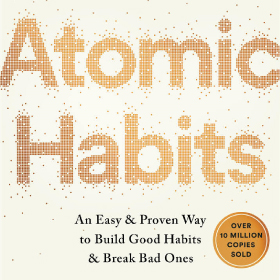 Atomic
Habits
An Easy & Proven Way
to Build Good Habits
& Break Bad Ones
OVER
10 MILLION
COPIES
SOLD